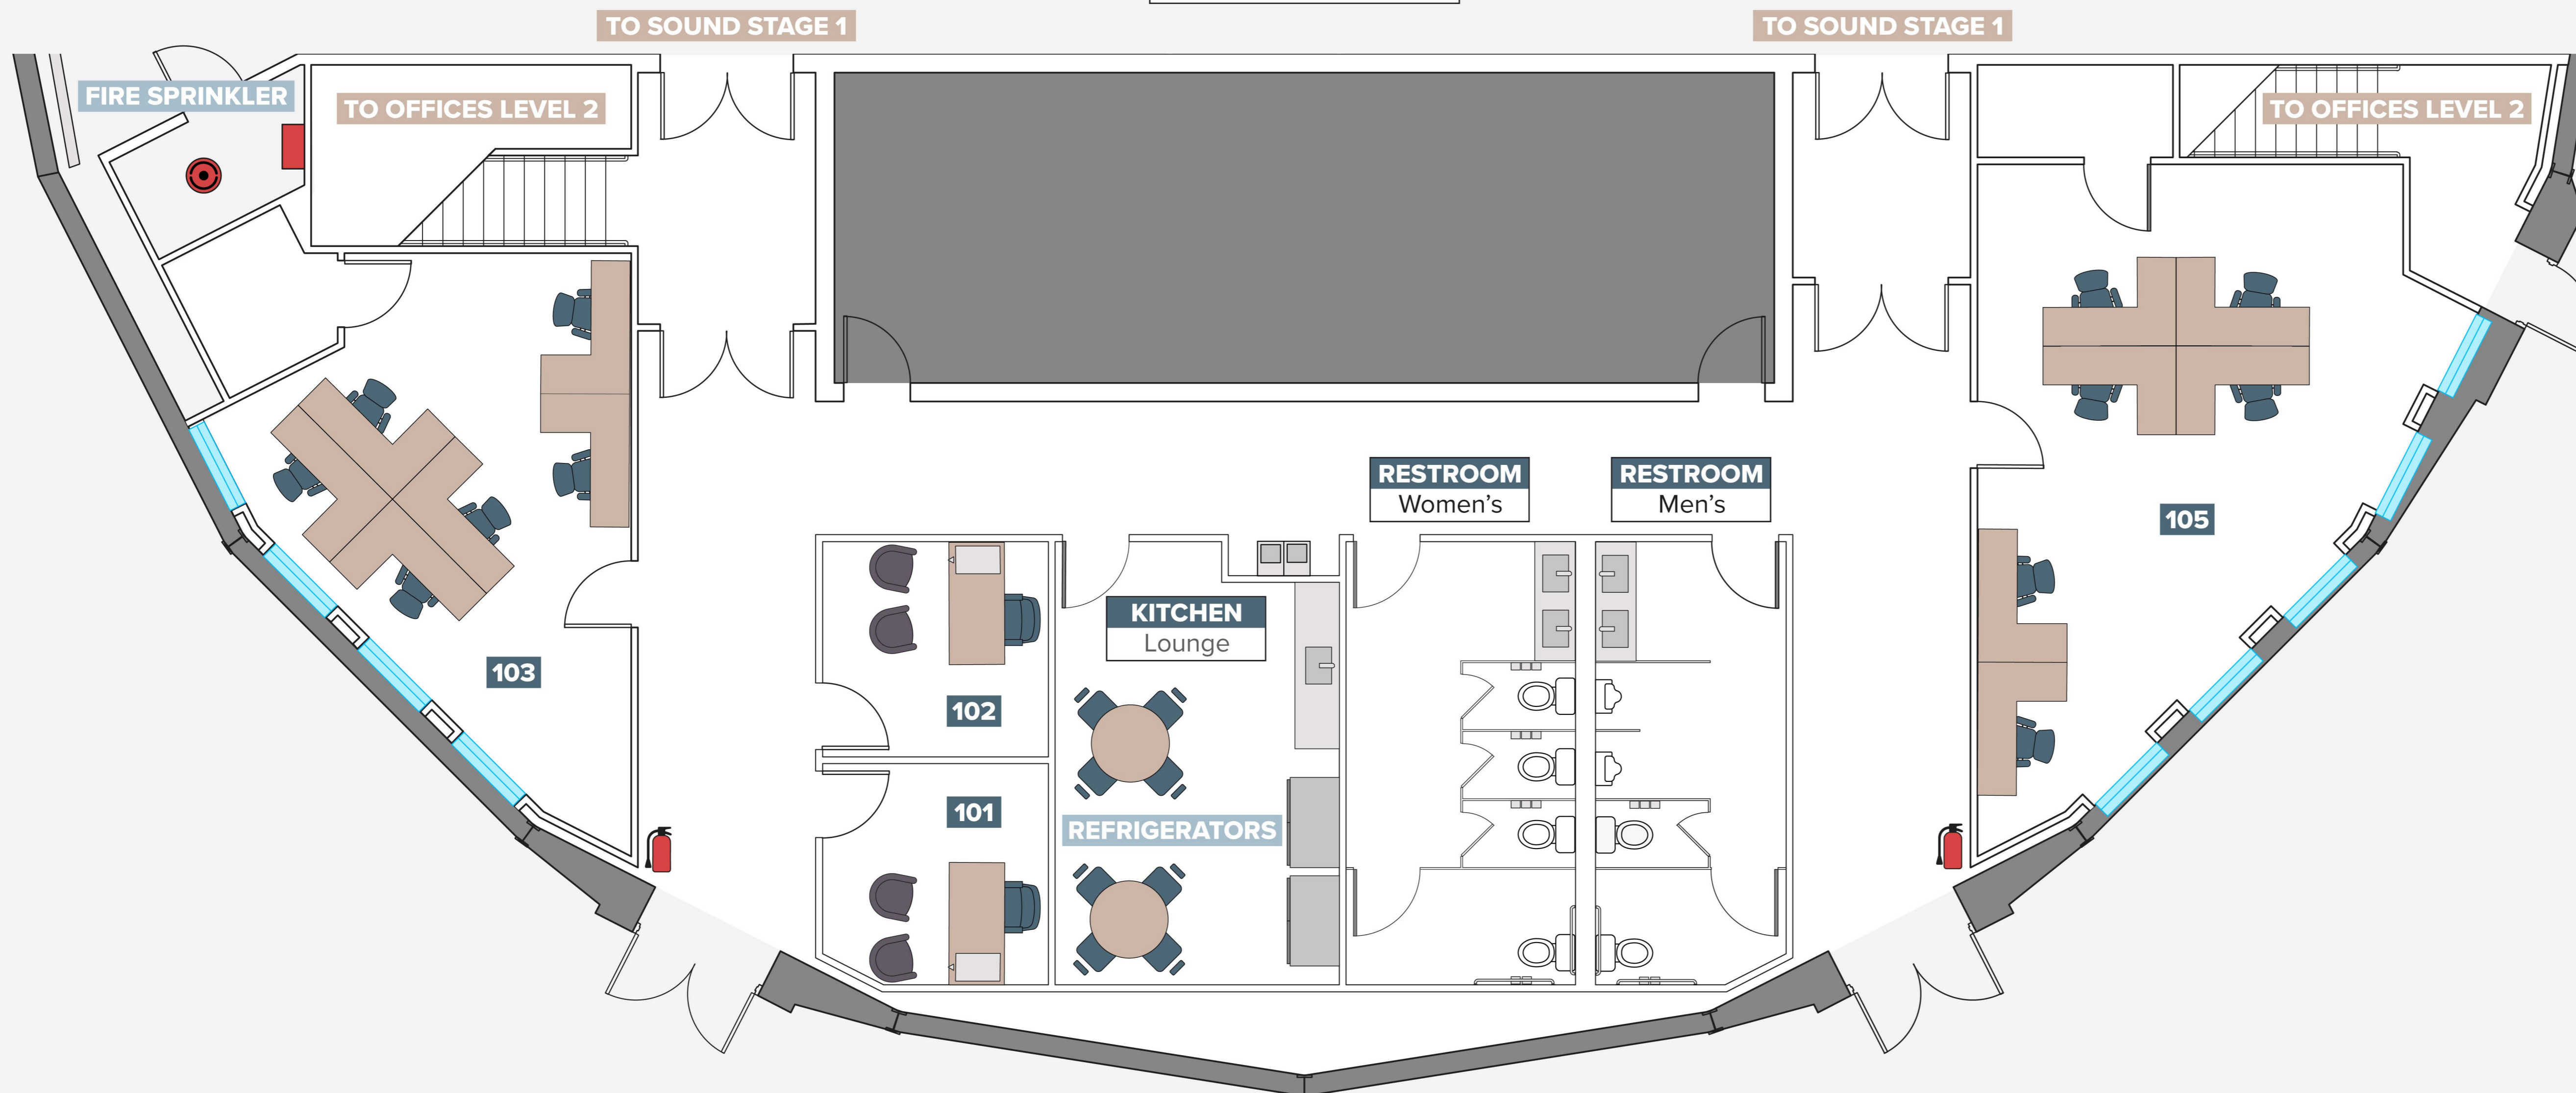 TO SOUND STAGE 1
TO SOUND STAGE 1
FIRE SPRINKLER
TO OFFICES LEVEL 2
TO OFFICES LEVEL 2
RESTROOM
Women's
RESTROOM
Men's
105
KITCHEN
Lounge
103
102
101
REFRIGERATORS